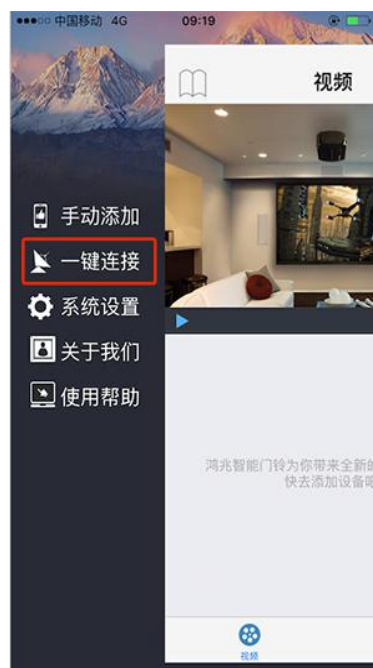 中国移动 4G 09:19
视频
手动添加
一键连接
系统设置
关于我们
使用帮助
鸿兆智能门铃为你带来全新的
快去添加设备吧
视频